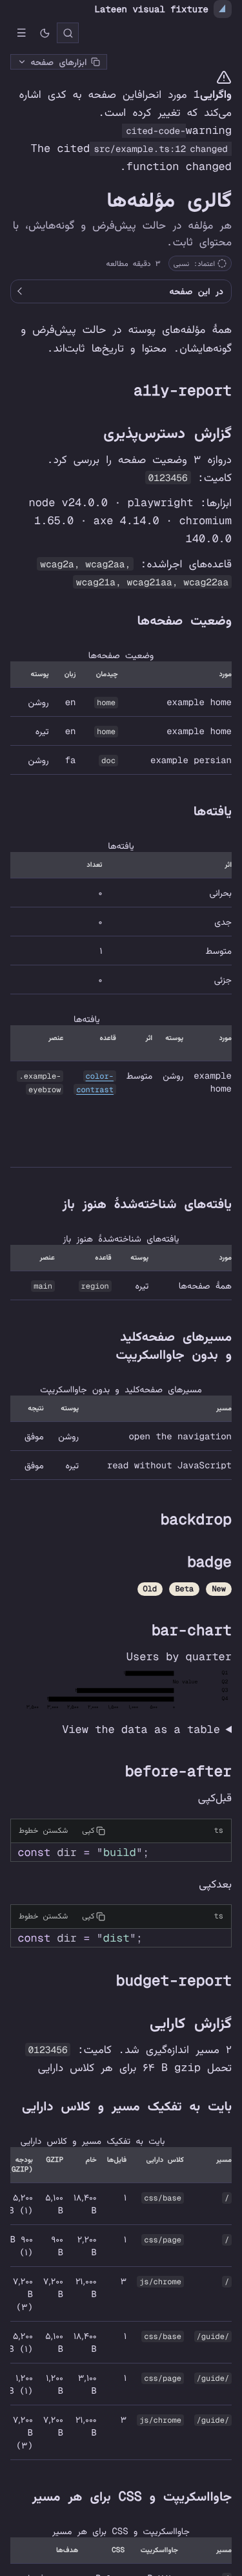 Lateen visual fixture
ابزارهای صفحه
واگرایی۱ مورد انحرافاین صفحه به کدی اشاره
می‌کند که تغییر کرده است.
cited-code-warning
The cited src/example.ts:12 changed
function changed.
گالری مؤلفه‌ها
هر مؤلفه در حالت پیش‌فرض و گونه‌هایش، با
محتوای ثابت.
اعتماد: نسبی
۳ دقیقه مطالعه
در این صفحه
همهٔ مؤلفه‌های پوسته در حالت پیش‌فرض و
گونه‌هایشان. محتوا و تاریخ‌ها ثابت‌اند.
a11y-report
گزارش دسترس‌پذیری
دروازه ۳ وضعیت صفحه را بررسی کرد.
کامیت: 0123456
ابزارها: node v24.0.0 · playwright
1.65.0 · axe 4.14.0 · chromium
140.0.0
قاعده‌های اجراشده: wcag2a, wcag2aa,
wcag21a, wcag21aa, wcag22aa
وضعیت صفحه‌ها
وضعیت صفحه‌ها
مورد چیدمان زبان پوسته
example home home en روشن
example home home en تیره
example persian doc fa روشن
یافته‌ها
یافته‌ها
اثر تعداد
بحرانی ۰
جدی ۰
متوسط ۱
جزئی ۰
یافته‌ها
مورد پوسته اثر قاعده عنصر
example home روشن متوسط color-contrast .example-eyebrow
یافته‌های شناخته‌شدهٔ هنوز باز
یافته‌های شناخته‌شدهٔ هنوز باز
مورد پوسته قاعده عنصر
همهٔ صفحه‌ها تیره region main
مسیرهای صفحه‌کلید
و بدون جاوااسکریپت
مسیرهای صفحه‌کلید و بدون جاوااسکریپت
مسیر پوسته نتیجه
open the navigation روشن موفق
read without JavaScript تیره موفق
backdrop
badge
New Beta Old
bar-chart
Users by quarter
View the data as a table
before-after
قبل‌کپی
ts کپی شکستن خطوط
const dir = "build";
بعدکپی
ts کپی شکستن خطوط
const dir = "dist";
budget-report
گزارش کارایی
۲ مسیر اندازه‌گیری شد. کامیت: 0123456
تحمل ۶۴ B gzip برای هر کلاس دارایی
بایت به تفکیک مسیر و کلاس دارایی
بایت به تفکیک مسیر و کلاس دارایی
مسیر کلاس دارایی فایل‌ها خام GZIP بودجه (GZIP
/ css/base ۱ ۱۸,۴۰۰ B ۵,۱۰۰ B ۵,۲۰۰ B (۱)
/ css/page ۱ ۲,۲۰۰ B ۹۰۰ B ۹۰۰ B (۱)
/ js/chrome ۳ ۲۱,۰۰۰ B ۷,۲۰۰ B ۷,۲۰۰ B (۳)
/guide/ css/base ۱ ۱۸,۴۰۰ B ۵,۱۰۰ B ۵,۲۰۰ B (۱)
/guide/ css/page ۱ ۳,۱۰۰ B ۱,۲۰۰ B ۱,۲۰۰ B (۱)
/guide/ js/chrome ۳ ۲۱,۰۰۰ B ۷,۲۰۰ B ۷,۲۰۰ B (۳)
جاوااسکریپت و CSS برای هر مسیر
جاوااسکریپت و CSS برای هر مسیر
مسیر جاوااسکریپت CSS هدف‌ها